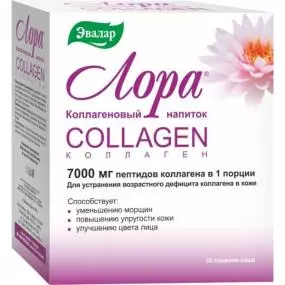 Эвалар
Лора®
Коллагеновый напиток
COLLAGEN
КОЛЛАГЕН
7000 мг пептидов коллагена в 1 порции
Для устранения возрастного дефицита коллагена в коже
Способствует:
• уменьшению морщин
• повышению упругости кожи
• улучшению цвета лица